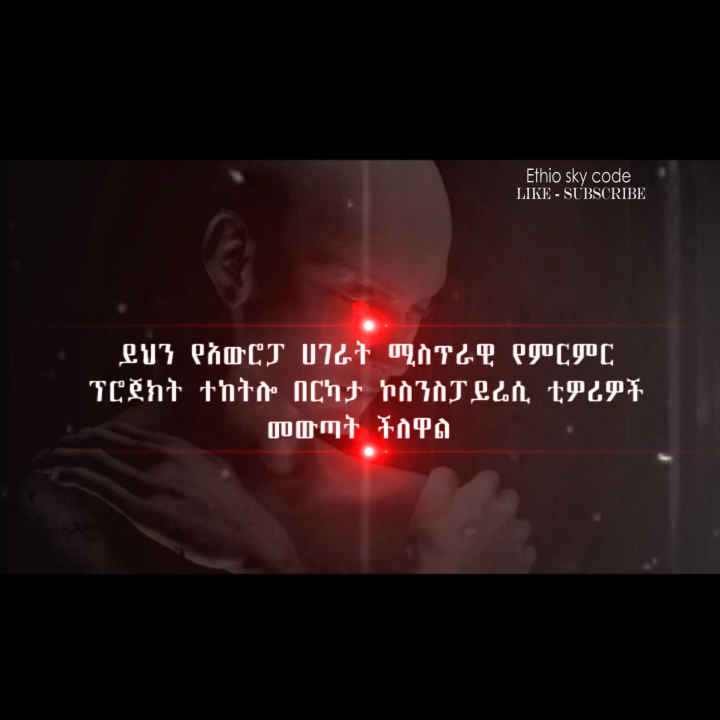 Ethio sky code
LIKE - SUBSCRIBE
ይህን የአውሮፓ ሀገራት ሚስጥራዊ የምርምር
ፕሮጀክት ተከትሎ በርካታ ኮስንስፓይሬሲ ቲዎሪዎች
መውጣት ችለዋል